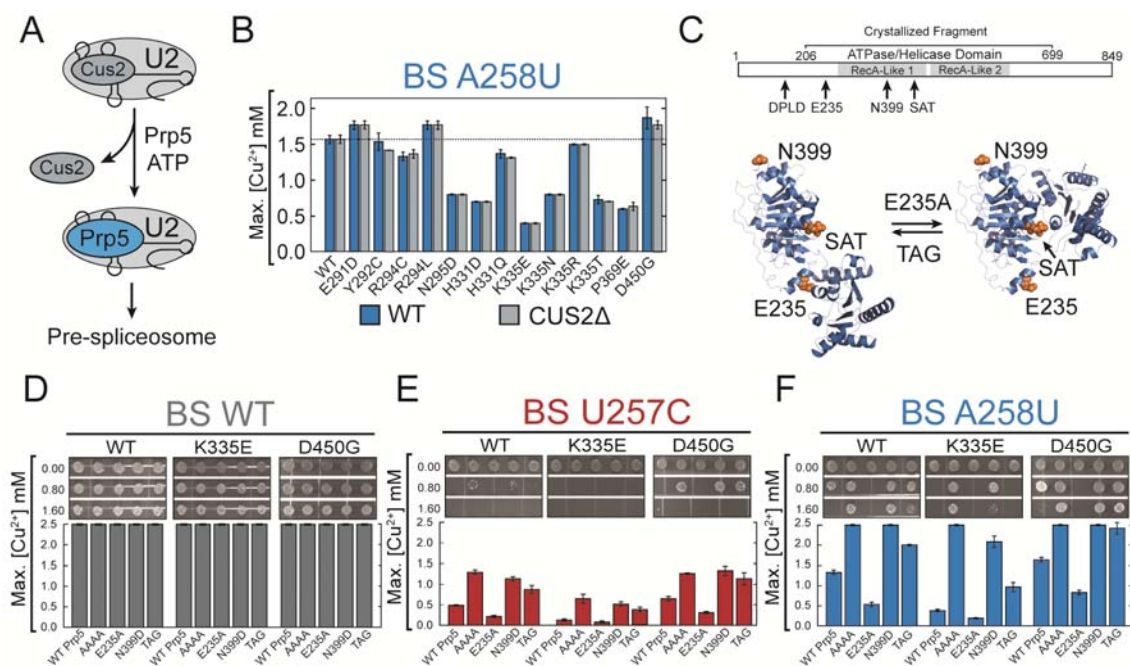 A
Cus2
U2
Prp5
ATP
Cus2
Prp5
U2
Pre-spliceosome
B
BS A258U
Max. [Cu2+] mM
2.0
1.5
1.0
0.5
0.0
WT
E291D
Y292C
R294C
R294L
N295D
H331D
H331Q
K335E
K335N
K335R
K335T
P369E
D450G
WT
CUS2Δ
C
Crystallized Fragment
1
206
ATPase/Helicase Domain
699
849
RecA-Like 1
RecA-Like 2
DPLD
E235
N399
SAT
N399
N399
E235A
TAG
SAT
SAT
E235
E235
D
BS WT
WT
K335E
D450G
0.00
0.80
1.60
Max. [Cu2+] mM
2.5
2.0
1.5
1.0
0.5
0.0
WT Prp5
AAA
E235A
N399D
TAG
WT Prp5
AAA
E235A
N399D
TAG
WT Prp5
AAA
E235A
N399D
TAG
E
BS U257C
WT
K335E
D450G
0.00
0.80
1.60
Max. [Cu2+] mM
2.5
2.0
1.5
1.0
0.5
0.0
WT Prp5
AAA
E235A
N399D
TAG
WT Prp5
AAA
E235A
N399D
TAG
WT Prp5
AAA
E235A
N399D
TAG
F
BS A258U
WT
K335E
D450G
0.00
0.80
1.60
Max. [Cu2+] mM
2.5
2.0
1.5
1.0
0.5
0.0
WT Prp5
AAA
E235A
N399D
TAG
WT Prp5
AAA
E235A
N399D
TAG
WT Prp5
AAA
E235A
N399D
TAG